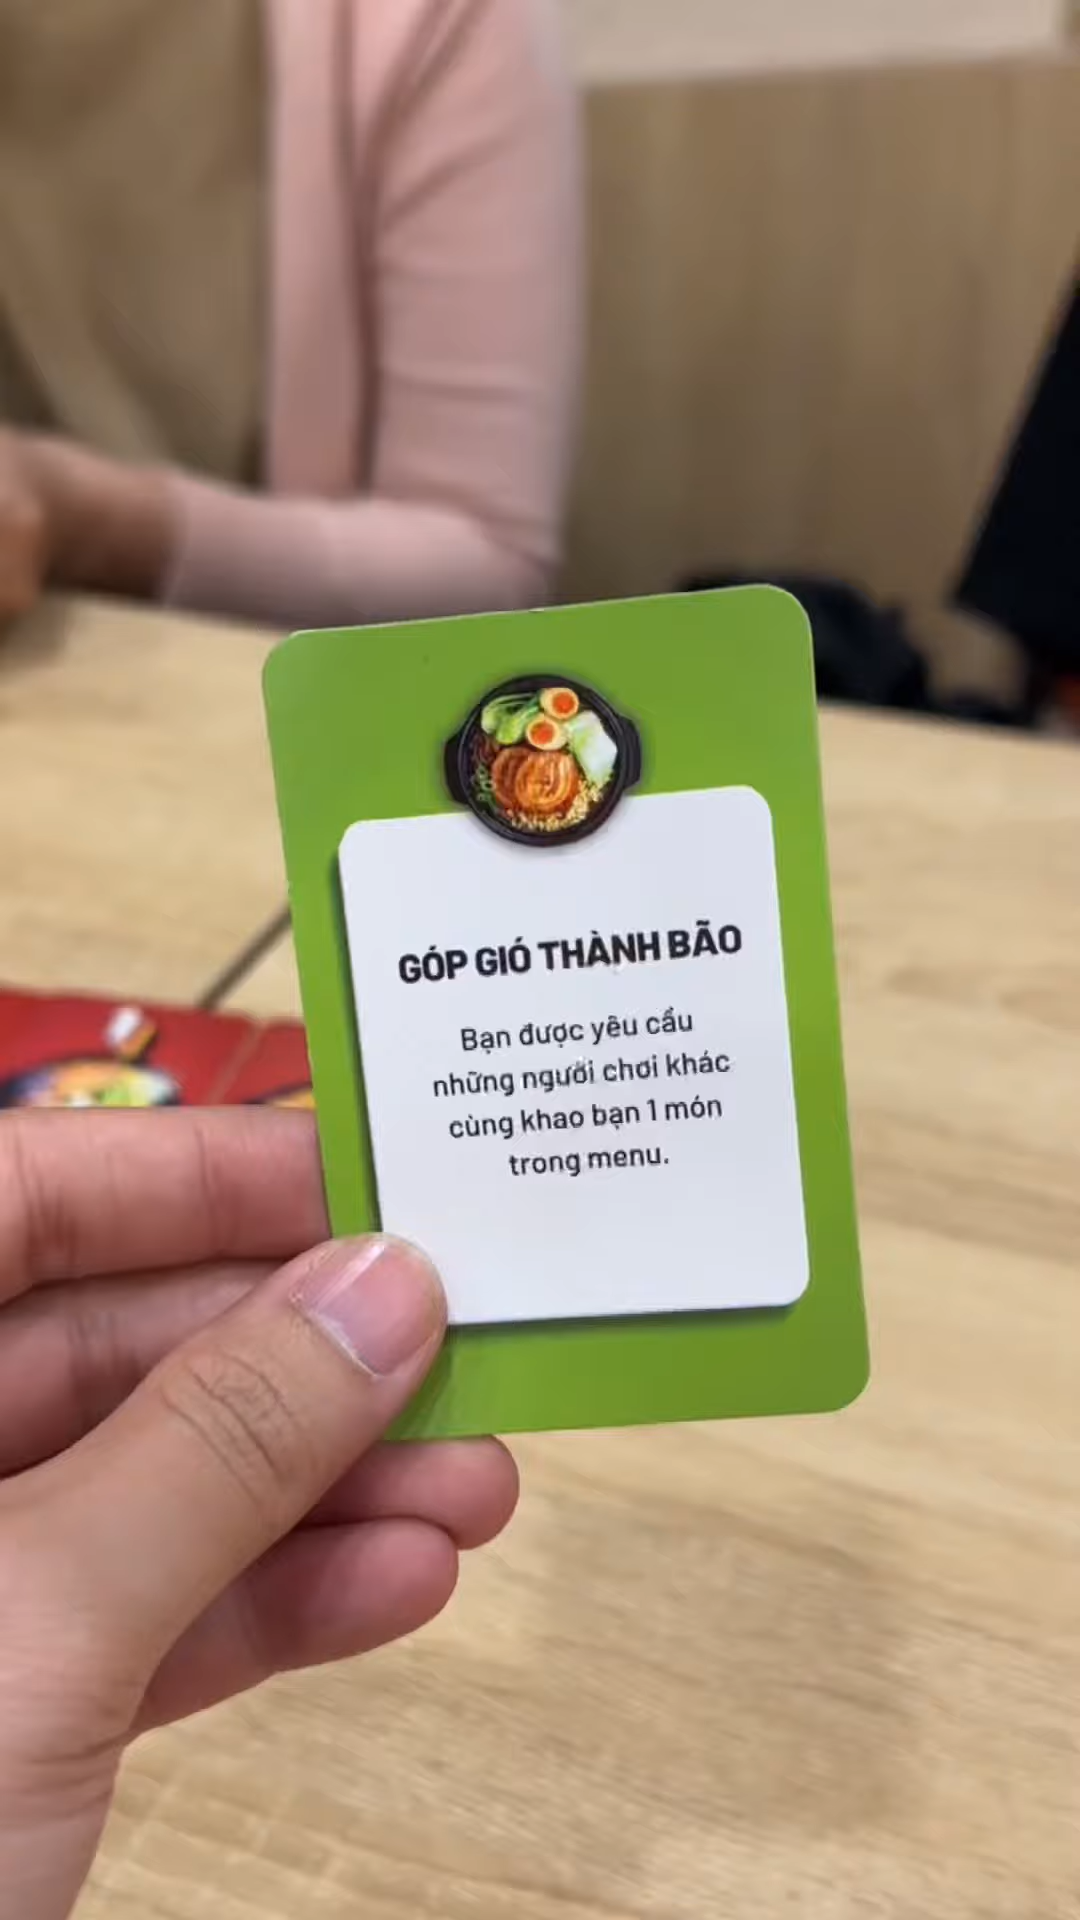 GÓP GIÓ THÀNH BÃO
Bạn được yêu cầu
những người chơi khác
cùng khao bạn 1 món
trong menu.